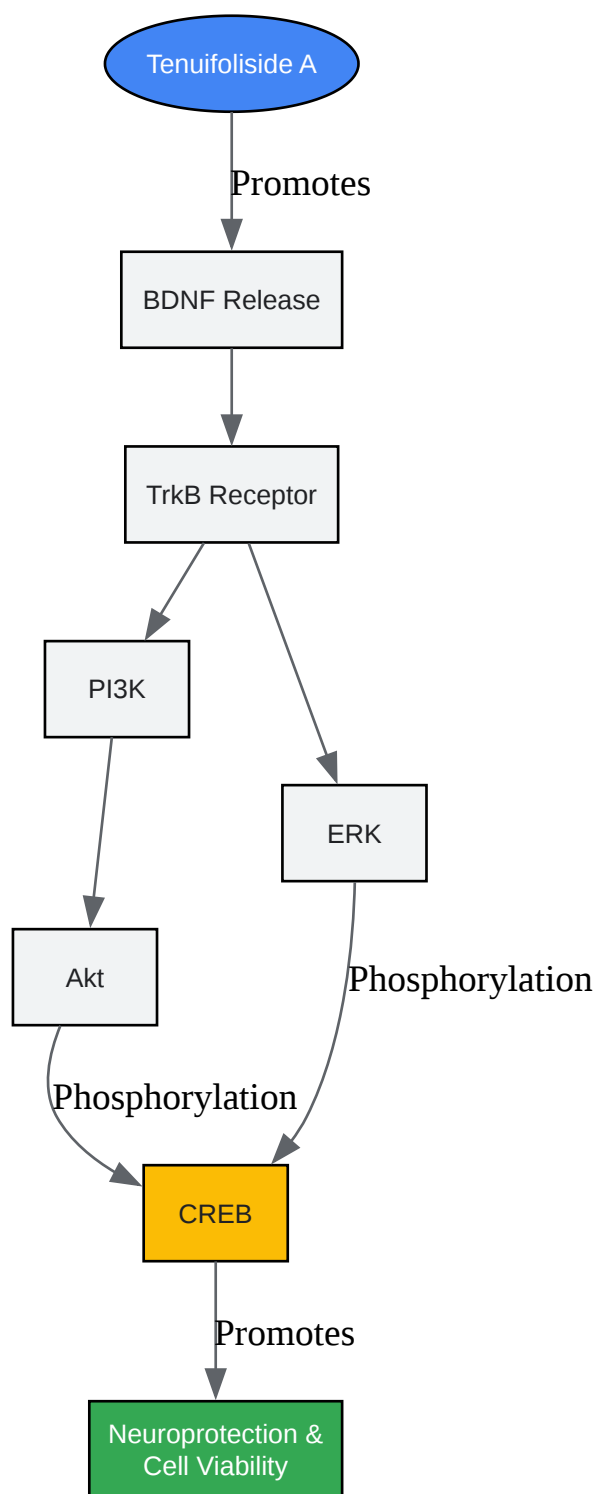 Tenuifoliside A
Promotes
BDNF Release
TrkB Receptor
PI3K
ERK
Akt
Phosphorylation
Phosphorylation
CREB
Promotes
Neuroprotection &
Cell Viability